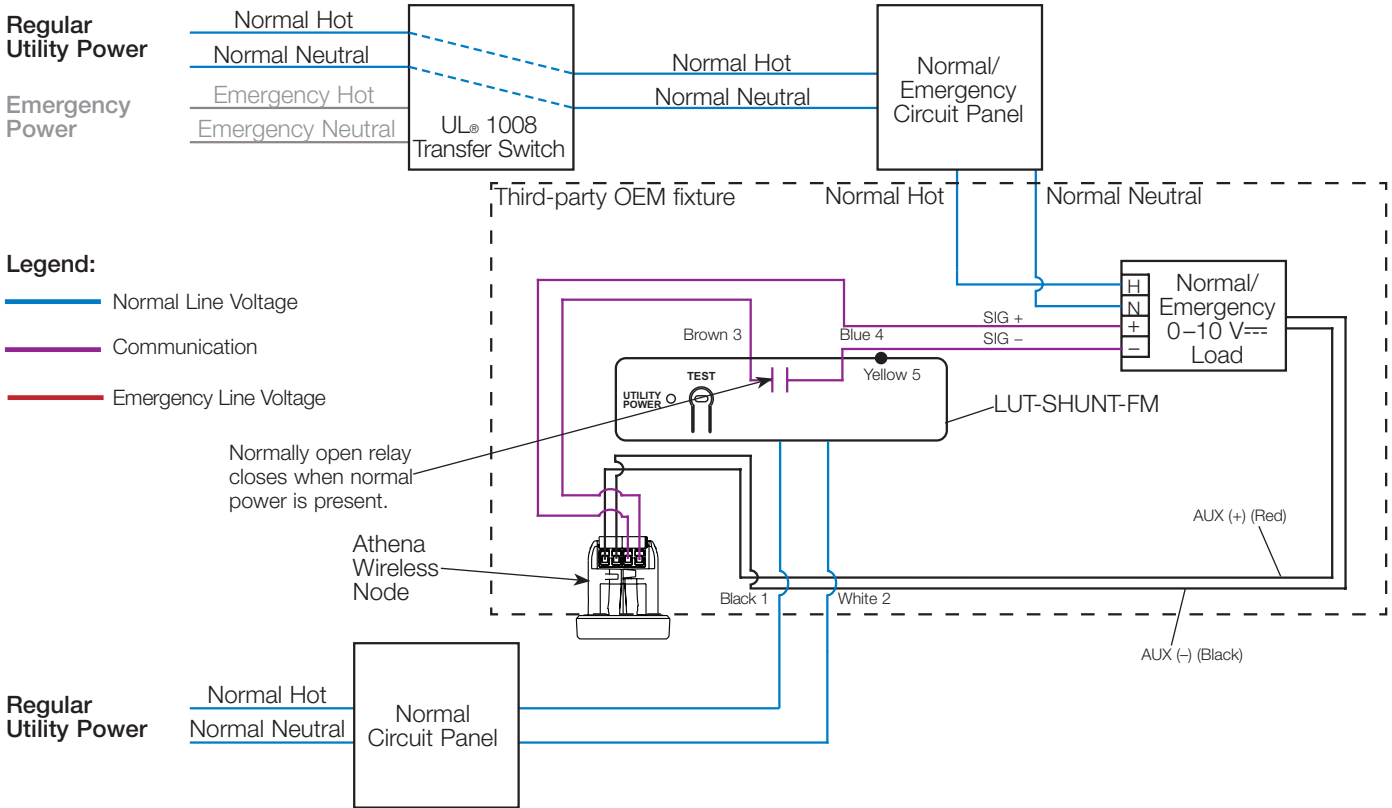 Regular
Utility Power
Normal Hot
Normal Neutral
Emergency
Power
Emergency Hot
Emergency Neutral
UL® 1008
Transfer Switch
Normal Hot
Normal Neutral
Normal/
Emergency
Circuit Panel
Third-party OEM fixture
Normal Hot
Normal Neutral
Legend:
Normal Line Voltage
Communication
Emergency Line Voltage
H
N
+
–
Normal/
Emergency
0–10 V⎓
Load
SIG +
SIG –
Brown 3
Blue 4
Yellow 5
TEST
UTILITY
POWER
LUT-SHUNT-FM
Normally open relay
closes when normal
power is present.
Athena
Wireless
Node
AUX (+) (Red)
Black 1
White 2
AUX (–) (Black)
Regular
Utility Power
Normal Hot
Normal Neutral
Normal
Circuit Panel